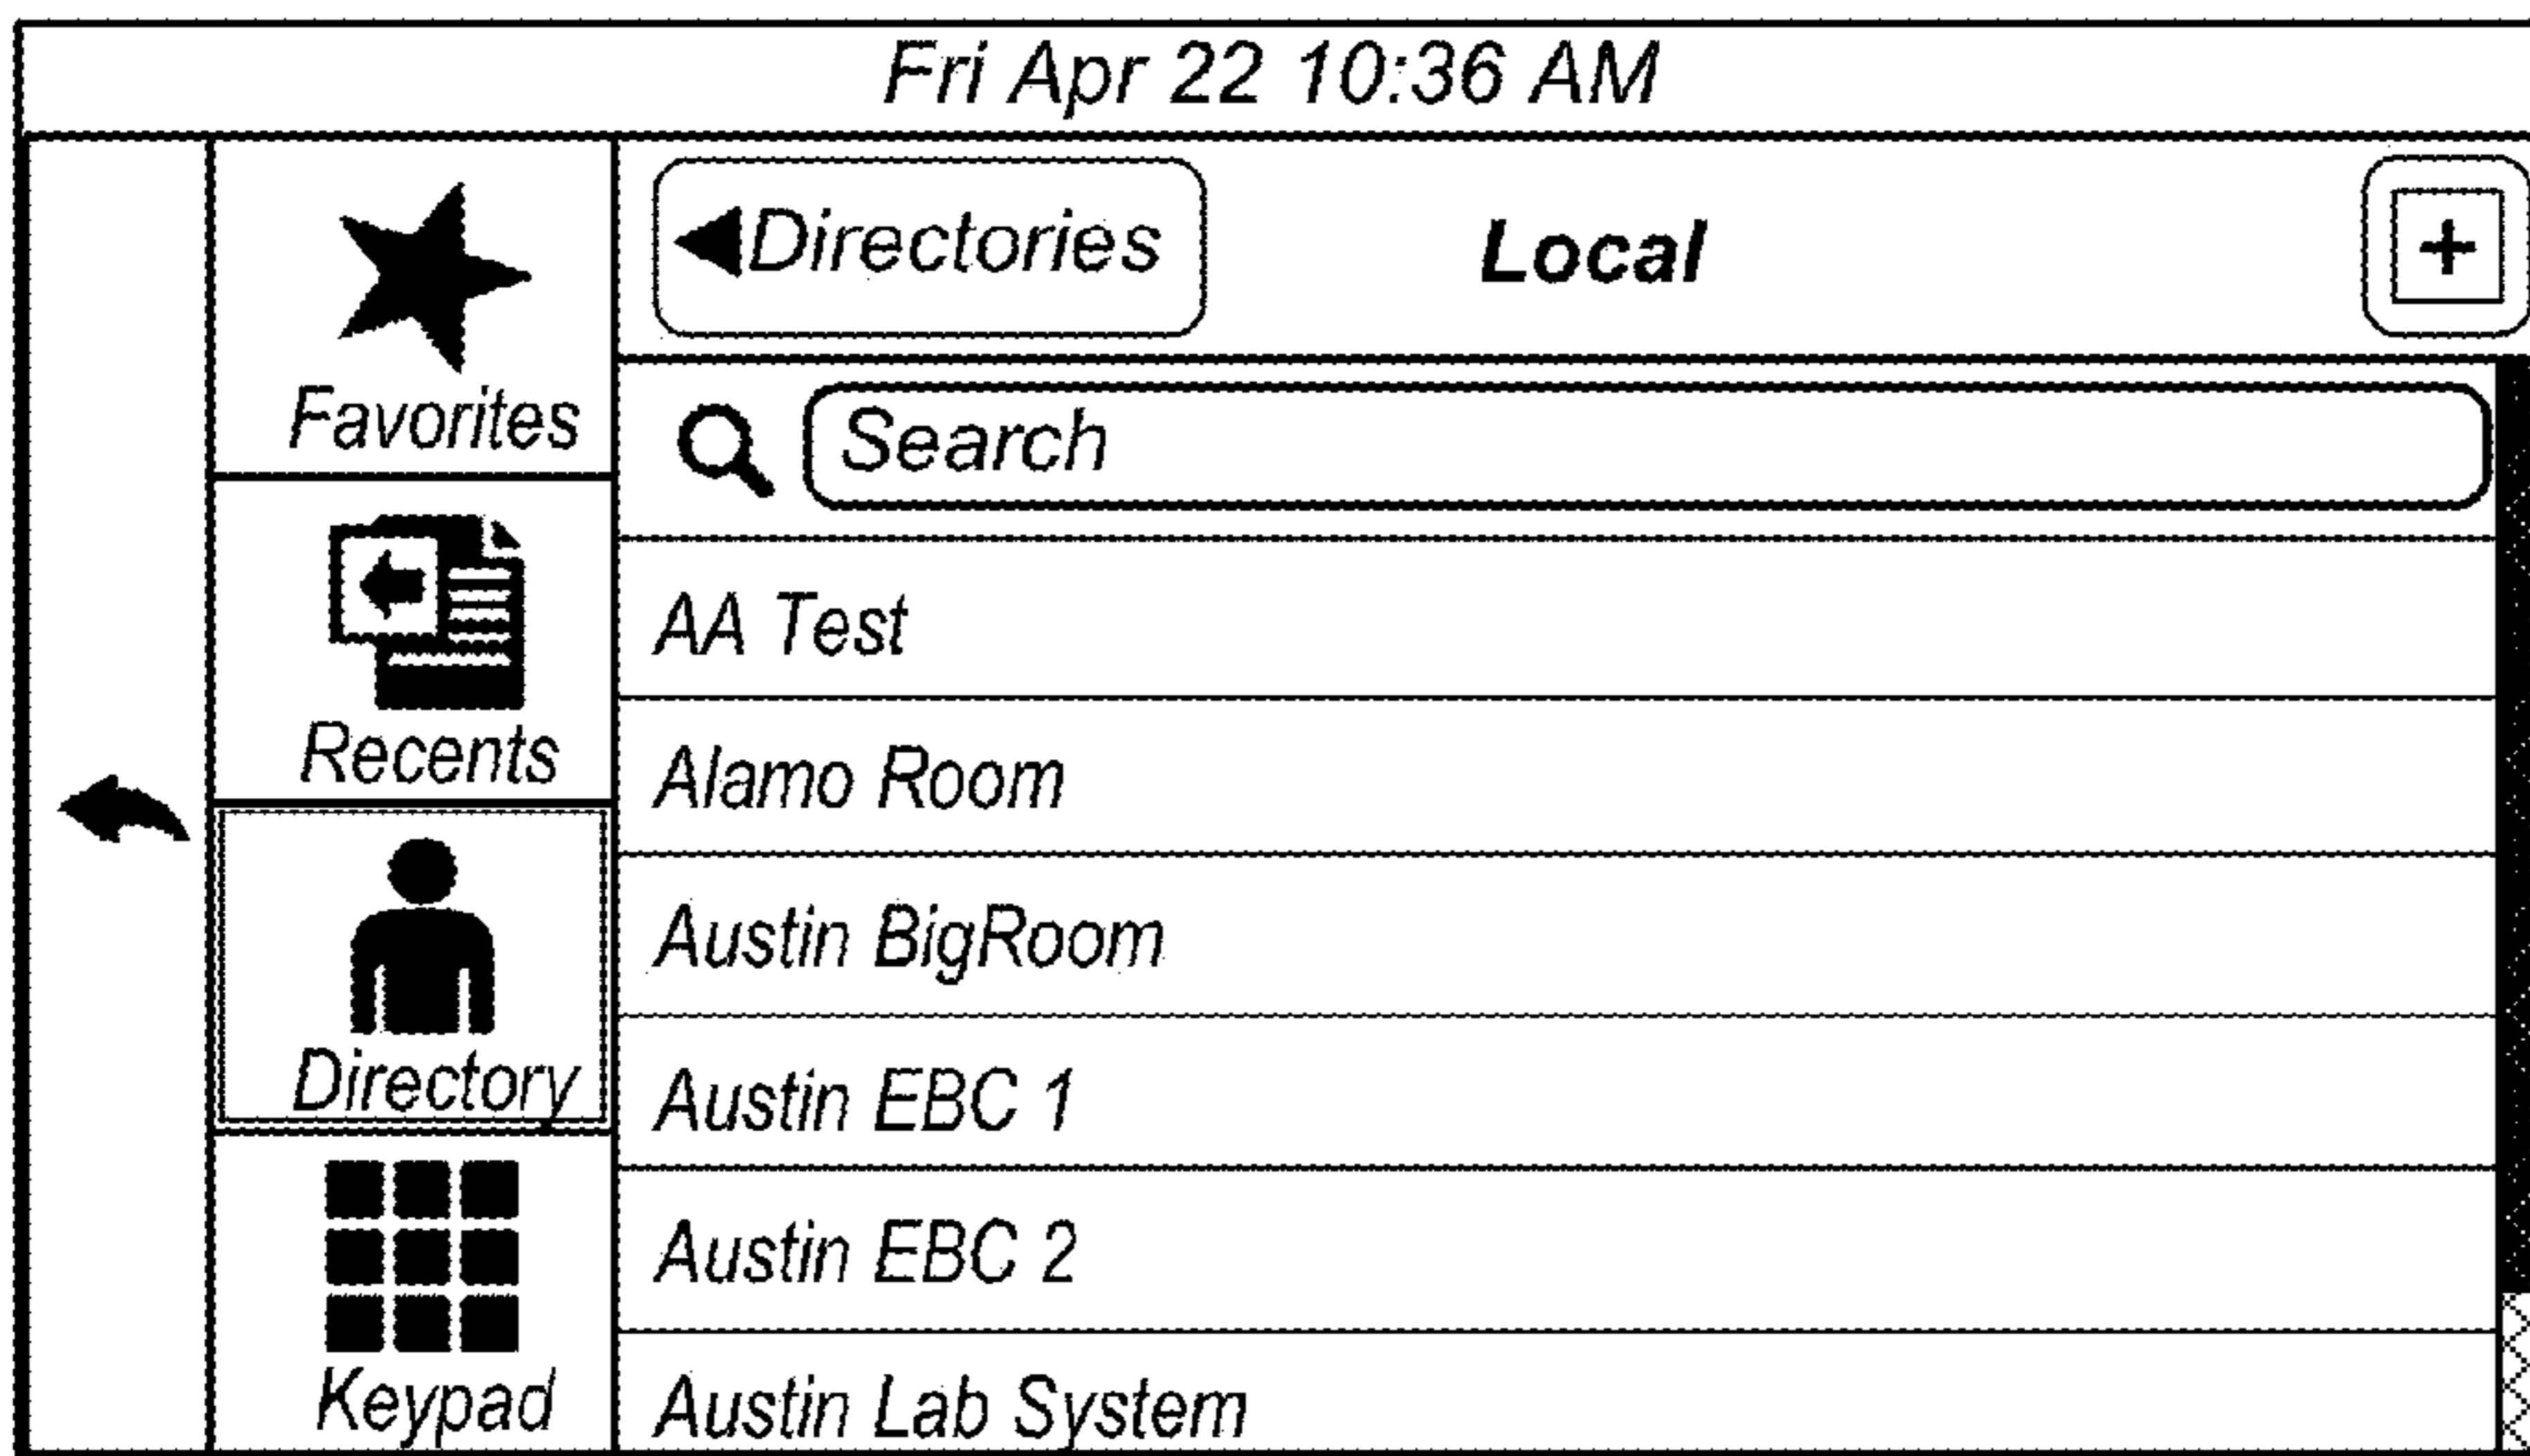 Fri Apr 22 10:36 AM
Favorites
Recents
Directory
Keypad
Directories
Local
+
Search
AA Test
Alamo Room
Austin BigRoom
Austin EBC 1
Austin EBC 2
Austin Lab System